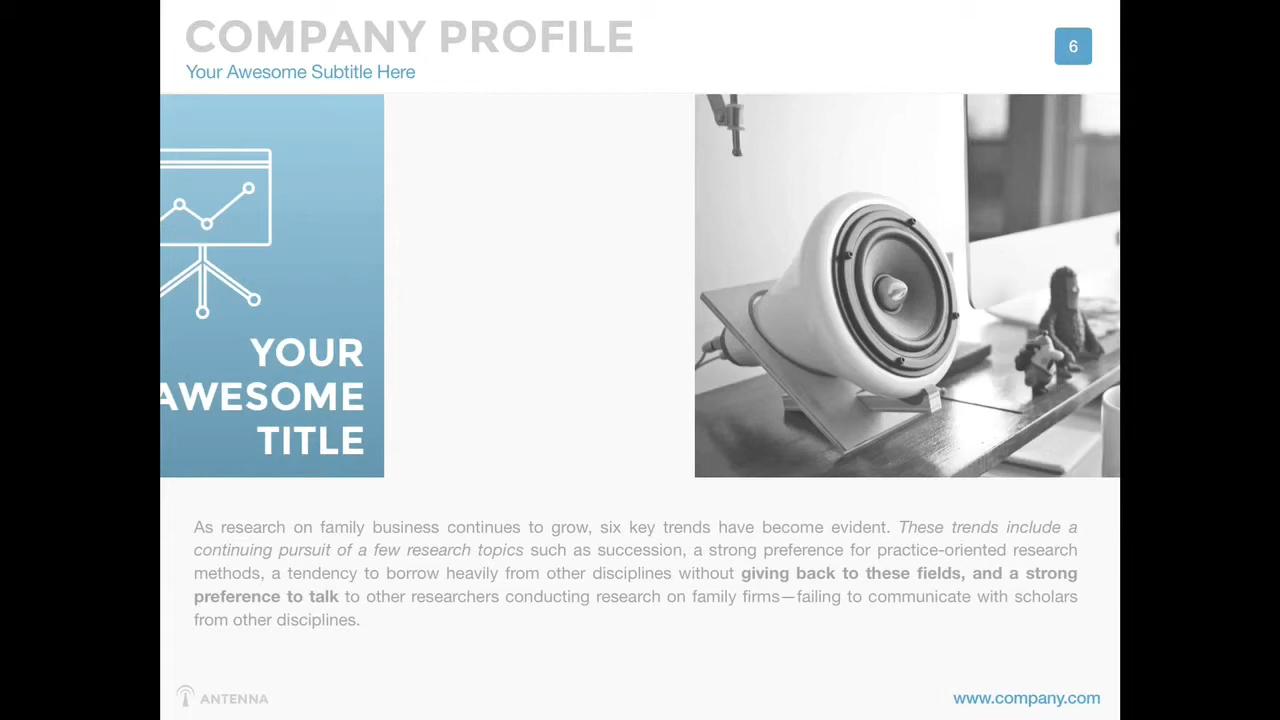 COMPANY PROFILE
Your Awesome Subtitle Here
6
YOUR
AWESOME
TITLE
As research on family business continues to grow, six key trends have become evident. These trends include a
continuing pursuit of a few research topics such as succession, a strong preference for practice-oriented research
methods, a tendency to borrow heavily from other disciplines without giving back to these fields, and a strong
preference to talk to other researchers conducting research on family firms—failing to communicate with scholars
from other disciplines.
ANTENNA
www.company.com